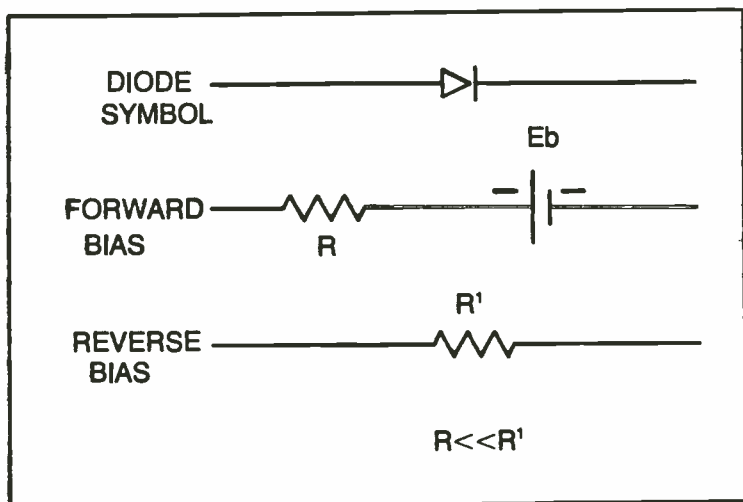 DIODE
SYMBOL
Eb
FORWARD
BIAS
R
R¹
REVERSE
BIAS
R<<R¹